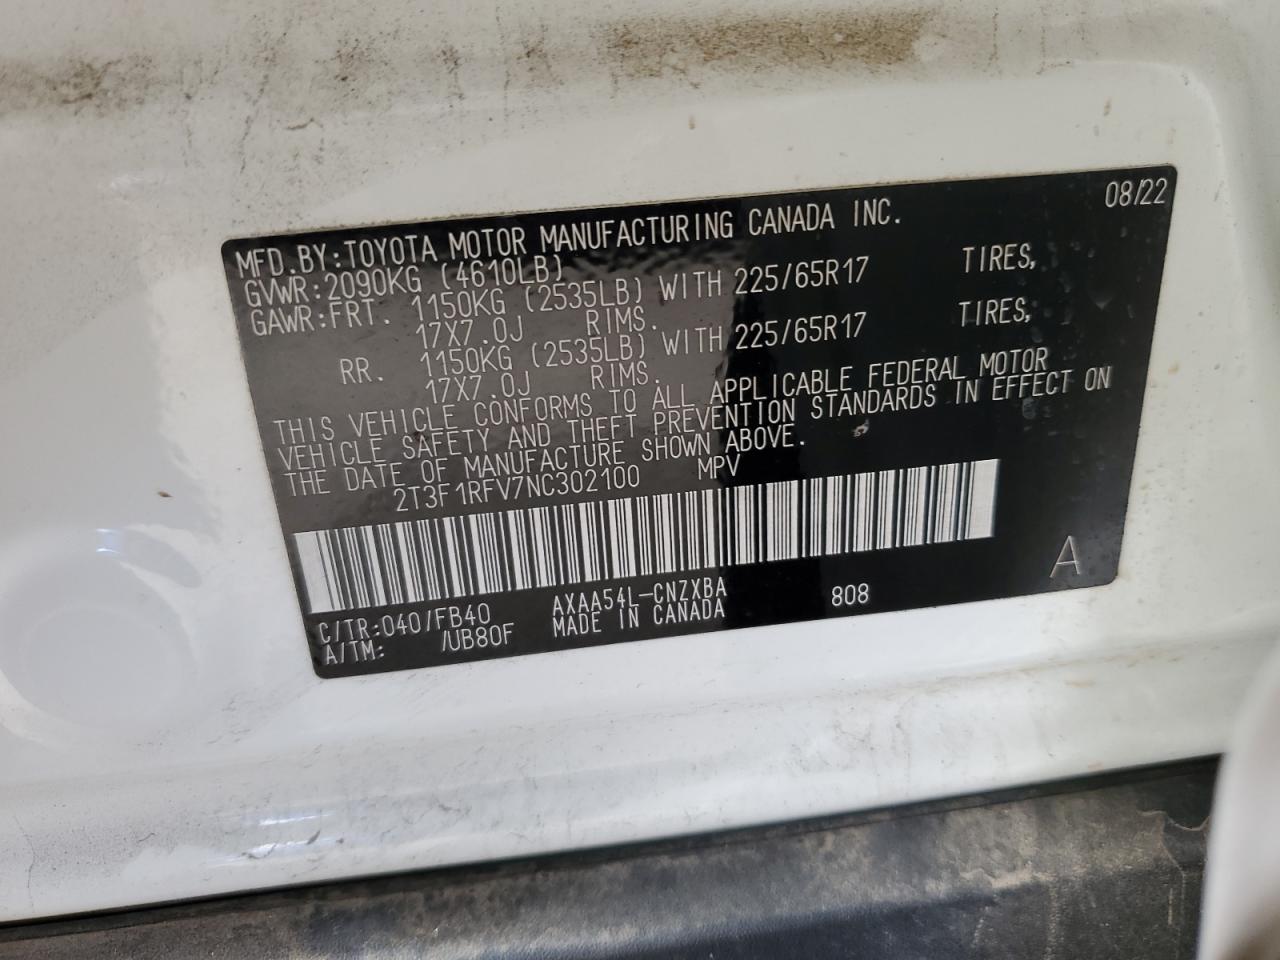 08/22
MFD.BY:TOYOTA MOTOR MANUFACTURING CANADA INC.
GVWR:2090KG (4610LB)
GAWR:FRT. 1150KG (2535LB) WITH 225/65R17 TIRES,
17X7.0J RIMS.
RR. 1150KG (2535LB) WITH 225/65R17 TIRES,
17X7.0J RIMS.
THIS VEHICLE CONFORMS TO ALL APPLICABLE FEDERAL MOTOR
VEHICLE SAFETY AND THEFT PREVENTION STANDARDS IN EFFECT ON
THE DATE OF MANUFACTURE SHOWN ABOVE.
2T3F1RFV7NC302100 MPV
C/TR:040/FB40 AXAA54L-CNZXBA 808 A
A/TM: /UB80F MADE IN CANADA